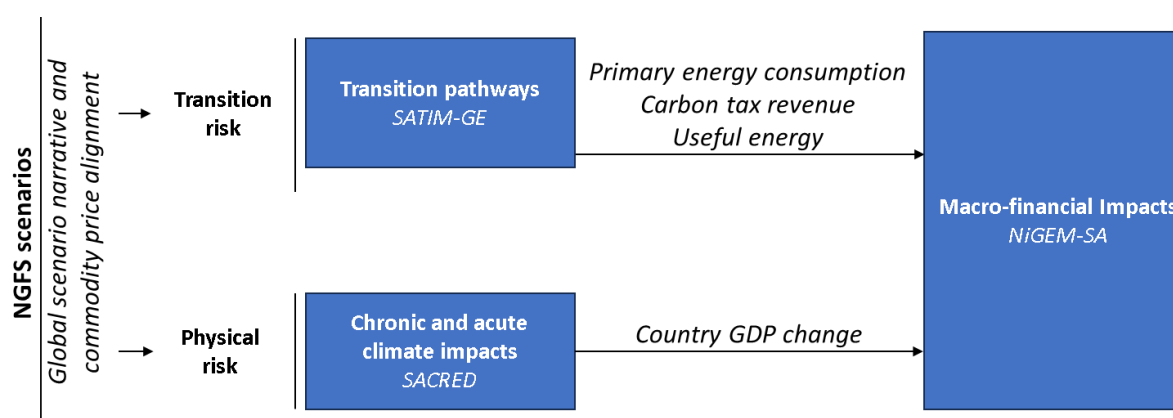 NGFS scenarios
Global scenario narrative and
commodity price alignment
Transition
risk
Transition pathways
SATIM-GE
Primary energy consumption
Carbon tax revenue
Useful energy
Macro-financial Impacts
NiGEM-SA
Physical
risk
Chronic and acute
climate impacts
SACRED
Country GDP change